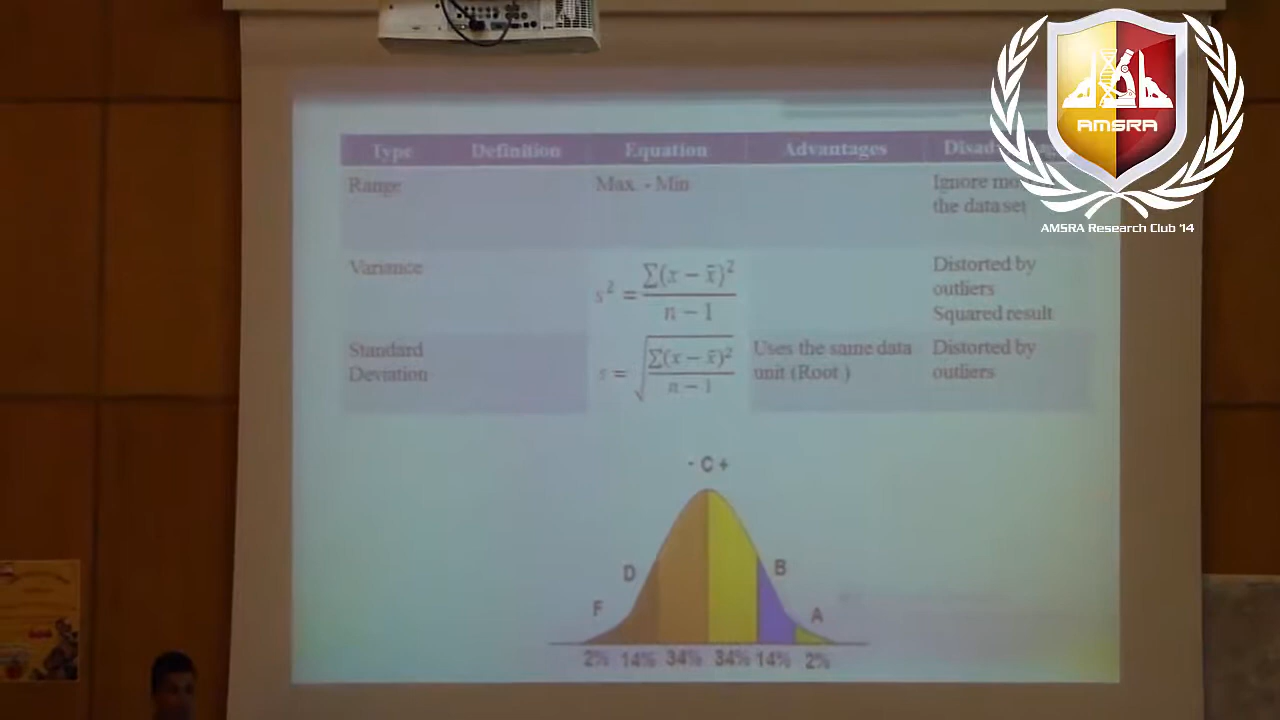 AMSRA
AMSRA Research Club '14
Type Definition Equation Advantages
Range Max. - Min Ignore
the data set
Variance s² = ∑(x − x̄)² / n − 1 Distorted by
outliers
Squared result
Standard
Deviation s = √∑(x − x̄)² / n − 1 Uses the same data
unit (Root ) Distorted by
outliers
- C +
D B
F A
2% 14% 34% 34% 14% 2%